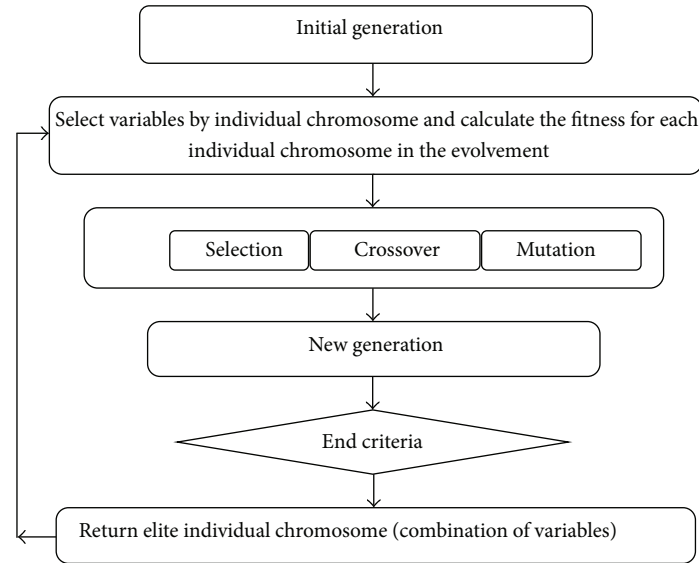 Initial generation
Select variables by individual chromosome and calculate the fitness for each
individual chromosome in the evolvement
Selection
Crossover
Mutation
New generation
End criteria
Return elite individual chromosome (combination of variables)